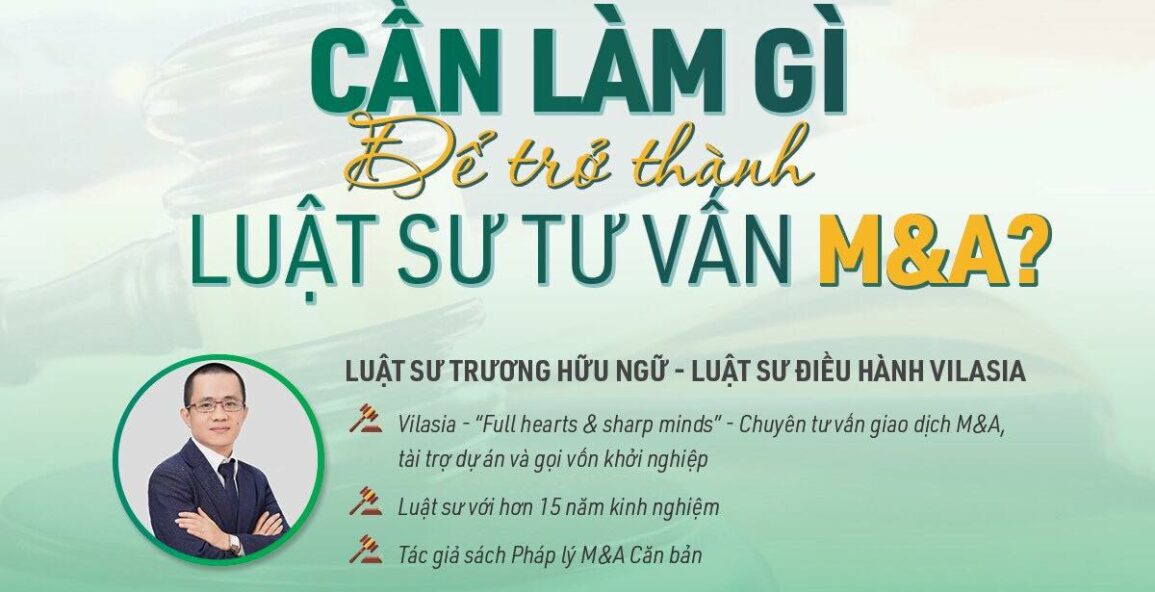 CẦN LÀM GÌ
Để trở thành
LUẬT SƯ TƯ VẤN M&A?
LUẬT SƯ TRƯƠNG HỮU NGỮ - LUẬT SƯ ĐIỀU HÀNH VILASIA
Vilasia - "Full hearts & sharp minds" - Chuyên tư vấn giao dịch M&A,
tài trợ dự án và gọi vốn khởi nghiệp
Luật sư với hơn 15 năm kinh nghiệm
Tác giả sách Pháp lý M&A Căn bản